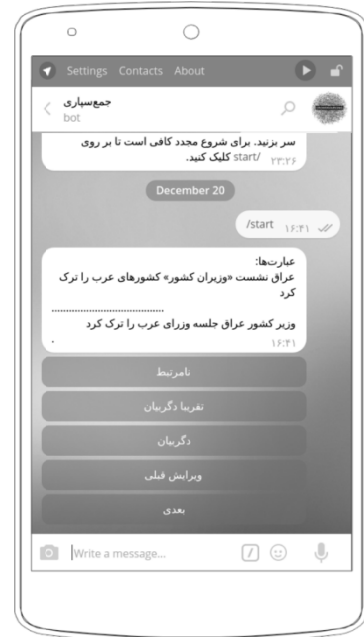 Settings Contacts About
جمع‌سپاری
bot
سر بزنید. برای شروع مجدد کافی است تا بر روی
/start کلیک کنید.
۲۳:۲۶
December 20
/start
۱۶:۴۱
عبارت‌ها:
عراق نشست «وزیران کشور» کشورهای عرب را ترک
کرد
......................................
وزیر کشور عراق جلسه وزرای عرب را ترک کرد
.
۱۶:۴۱
نامرتبط
تقریبا دگربیان
دگربیان
ویرایش قبلی
بعدی
Write a message...